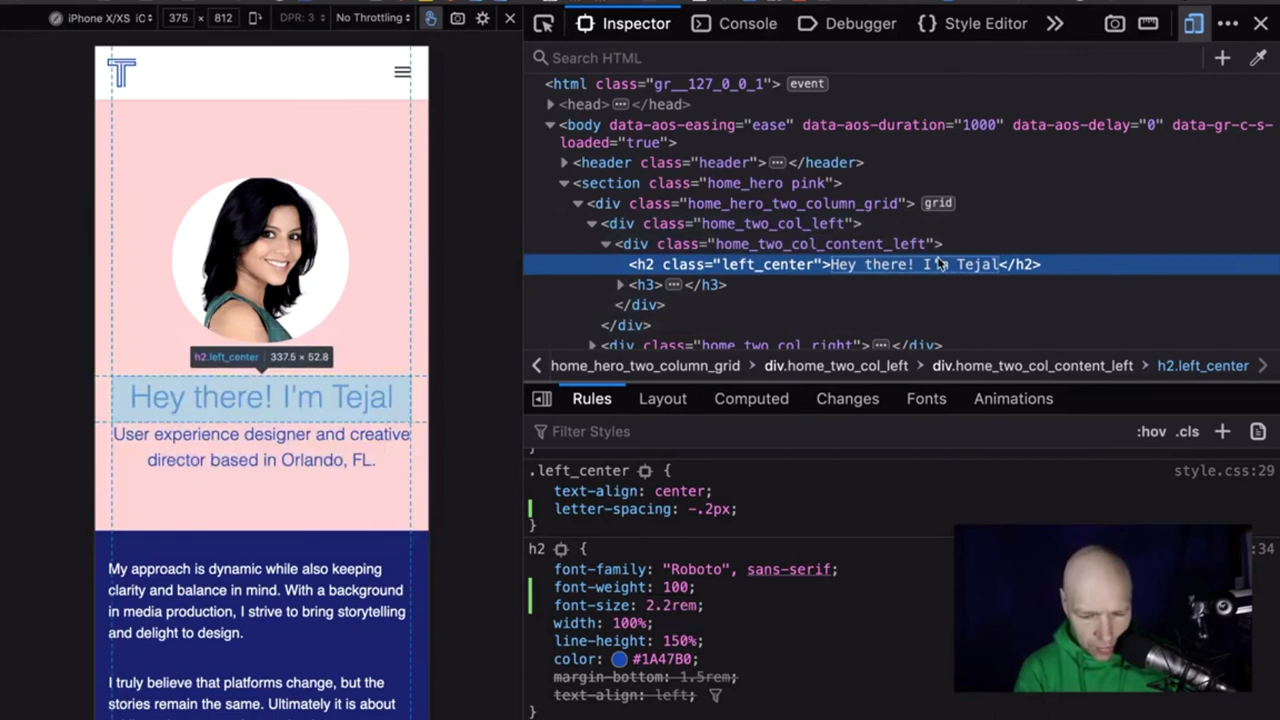 iPhone X/XS iC
375 × 812
DPR: 3
No Throttling
Inspector
Console
Debugger
Style Editor
Search HTML
<html class="gr__127_0_0_1"> event
<head> ··· </head>
<body data-aos-easing="ease" data-aos-duration="1000" data-aos-delay="0" data-gr-c-s-
loaded="true">
<header class="header"> ··· </header>
<section class="home_hero pink">
<div class="home_hero_two_column_grid"> grid
<div class="home_two_col_left">
<div class="home_two_col_content_left">
<h2 class="left_center">Hey there! I'm Tejal</h2>
<h3> ··· </h3>
</div>
</div>
<div class="home_two_col_right"> ··· </div>
home_hero_two_column_grid
div.home_two_col_left
div.home_two_col_content_left
h2.left_center
Rules
Layout
Computed
Changes
Fonts
Animations
Filter Styles
:hov
.cls
}
.left_center {
style.css:29
text-align: center;
letter-spacing: -.2px;
}
h2 {
:34
font-family: "Roboto", sans-serif;
font-weight: 100;
font-size: 2.2rem;
width: 100%;
line-height: 150%;
color: #1A47B0;
margin-bottom: 1.5rem;
text-align: left;
}
T
h2.left_center 337.5 × 52.8
Hey there! I'm Tejal
User experience designer and creative
director based in Orlando, FL.
My approach is dynamic while also keeping
clarity and balance in mind. With a background
in media production, I strive to bring storytelling
and delight to design.
I truly believe that platforms change, but the
stories remain the same. Ultimately it is about